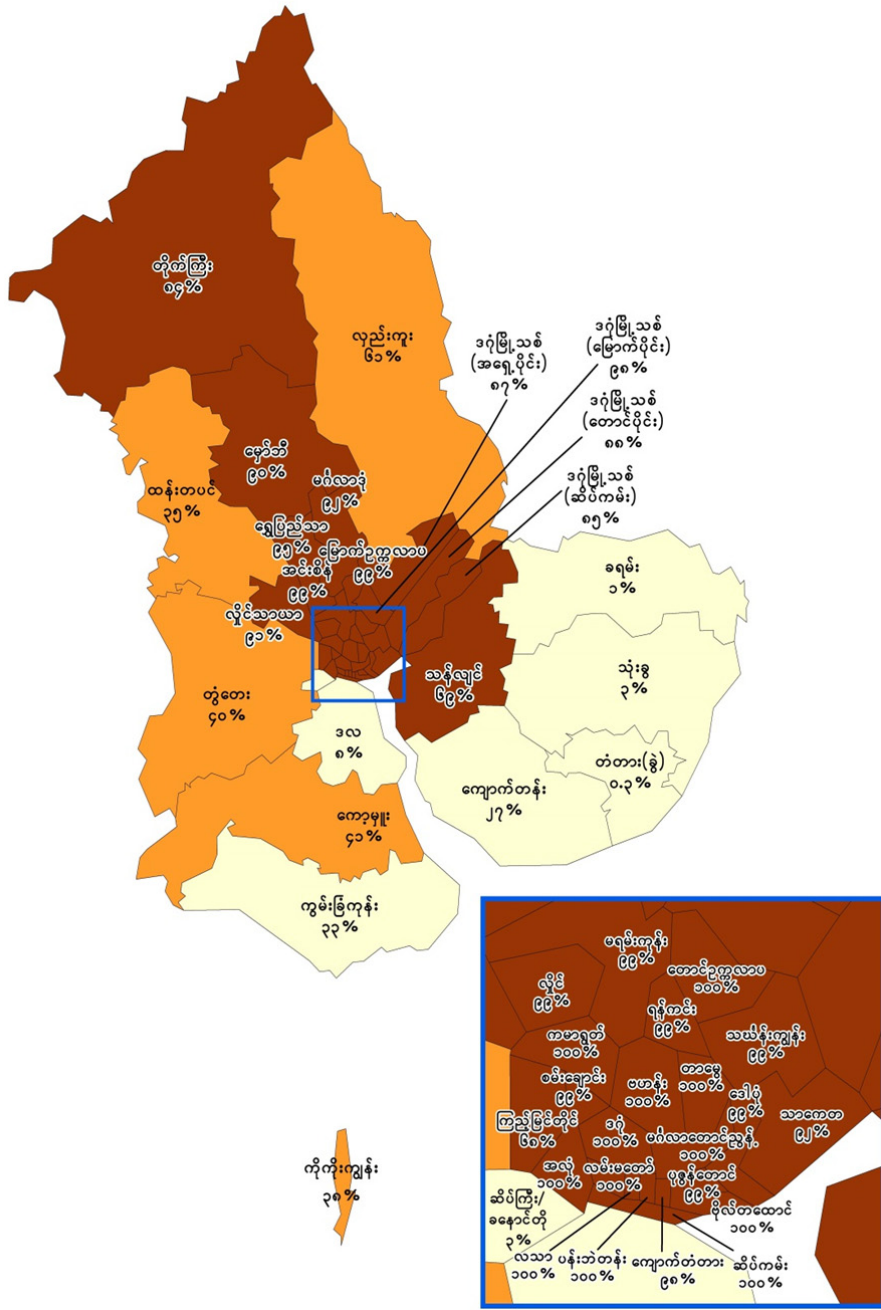 တိုက်ကြီး
၈၄%
လှည်းကူး
၆၁%
ဒဂုံမြို့သစ်
(အရှေ့ပိုင်း)
၈၇%
ဒဂုံမြို့သစ်
(မြောက်ပိုင်း)
၉၈%
ဒဂုံမြို့သစ်
(တောင်ပိုင်း)
၈၈%
ဒဂုံမြို့သစ်
(ဆိပ်ကမ်း)
၈၅%
မှော်ဘီ
၉၀%
မင်္ဂလာဒုံ
၉၂%
ထန်းတပင်
၃၅%
ရွှေပြည်သာ
၉၅%
မြောက်ဥက္ကလာပ
၉၉%
အင်းစိန်
၉၉%
လှိုင်သာယာ
၉၁%
ခရမ်း
၁%
သန်လျင်
၆၉%
သုံးခွ
၃%
တွံတေး
၄၀%
ဒလ
၈%
တံတား(ခွဲ)
၀.၃%
ကျောက်တန်း
၂၇%
ကော့မှူး
၄၁%
ကွမ်းခြံကုန်း
၃၃%
ကိုကိုးကျွန်း
၃၈%
မရမ်းကုန်း
၉၉%
တောင်ဥက္ကလာပ
၁၀၀%
လှိုင်
၉၉%
ရန်ကင်း
၉၉%
ကမာရွတ်
၁၀၀%
သင်္ဃန်းကျွန်း
၉၉%
စမ်းချောင်း
၉၉%
ဗဟန်း
၁၀၀%
တာမွေ
၁၀၀%
ဒေါပုံ
၉၉%
သာကေတ
၉၂%
ကြည့်မြင်တိုင်
၆၈%
ဒဂုံ
၁၀၀%
မင်္ဂလာတောင်ညွန့်
၁၀၀%
အလုံ
၁၀၀%
လမ်းမတော်
၁၀၀%
ပုဇွန်တောင်
၉၉%
ဆိပ်ကြီး/
ခနောင်တို
၃%
ဗိုလ်တထောင်
၁၀၀%
လသာ
၁၀၀%
ပန်းဘဲတန်း
၁၀၀%
ကျောက်တံတား
၉၈%
ဆိပ်ကမ်း
၁၀၀%